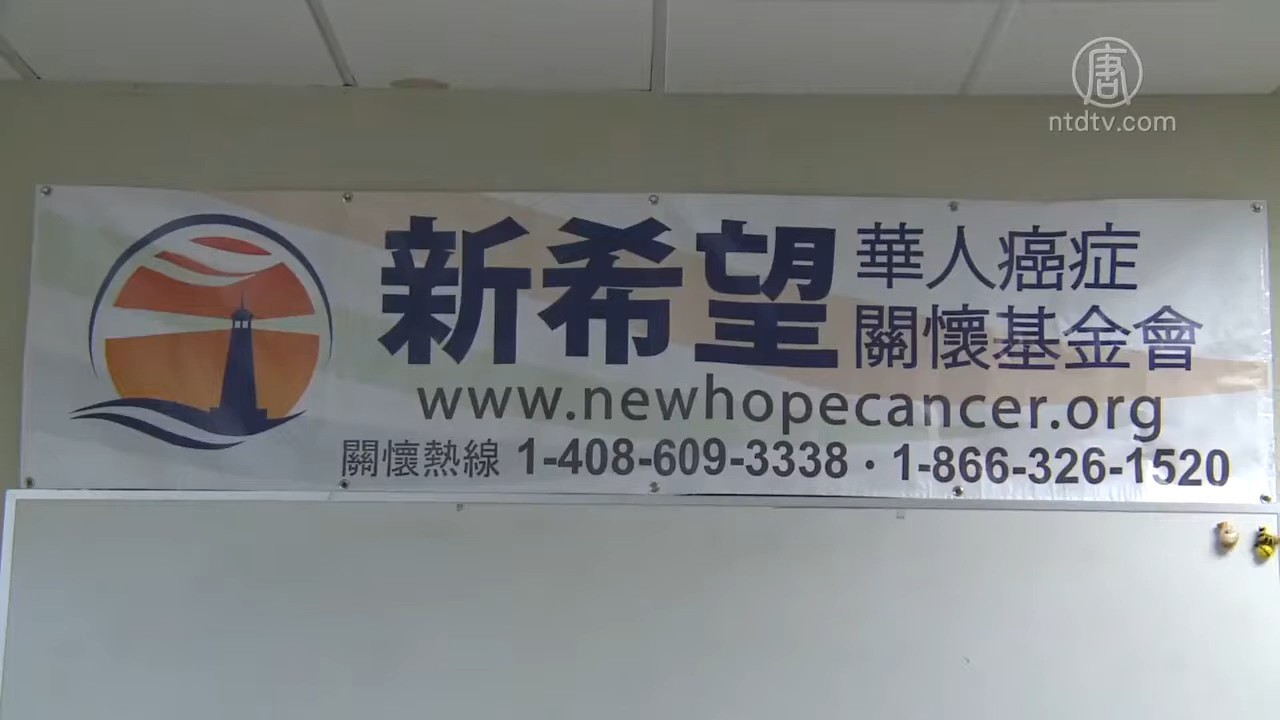 唐
ntdtv.com
新希望
華人癌症
關懷基金會
www.newhopecancer.org
關懷熱線 1-408-609-3338 · 1-866-326-1520